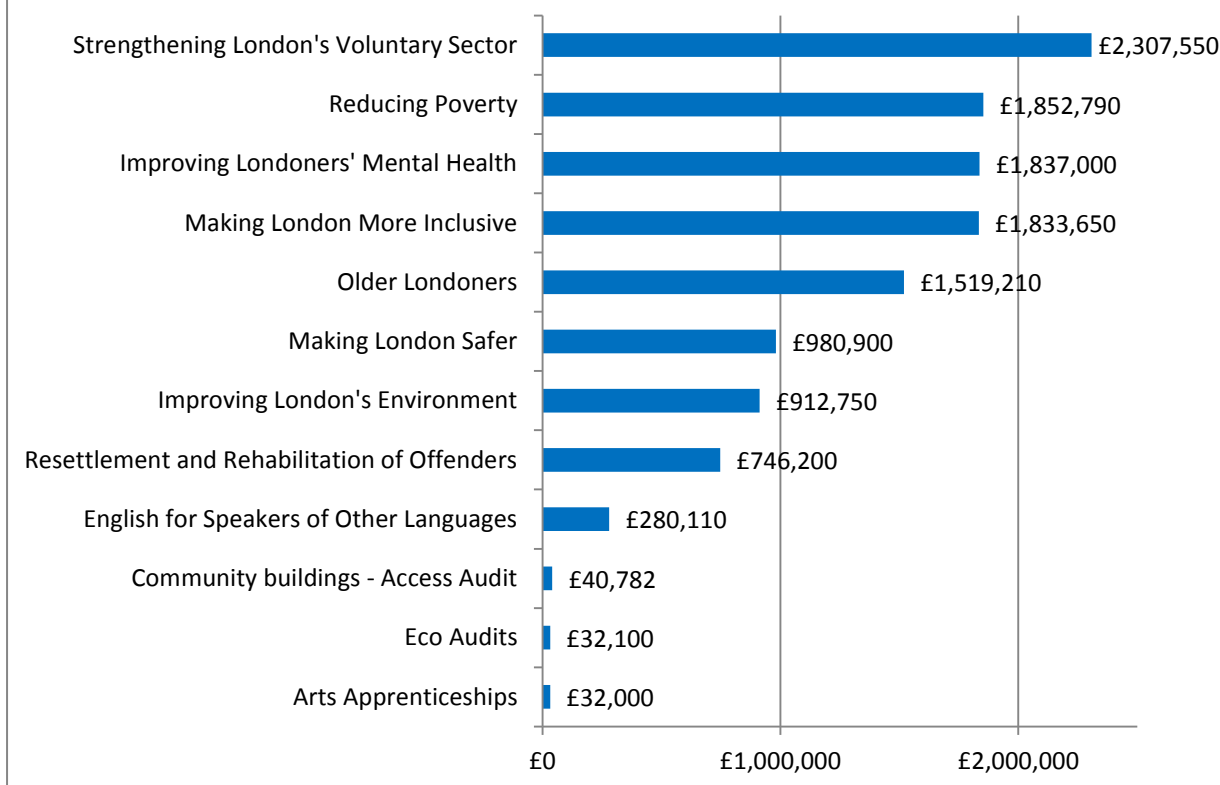 Strengthening London's Voluntary Sector £2,307,550
Reducing Poverty £1,852,790
Improving Londoners' Mental Health £1,837,000
Making London More Inclusive £1,833,650
Older Londoners £1,519,210
Making London Safer £980,900
Improving London's Environment £912,750
Resettlement and Rehabilitation of Offenders £746,200
English for Speakers of Other Languages £280,110
Community buildings - Access Audit £40,782
Eco Audits £32,100
Arts Apprenticeships £32,000
£0 £1,000,000 £2,000,000